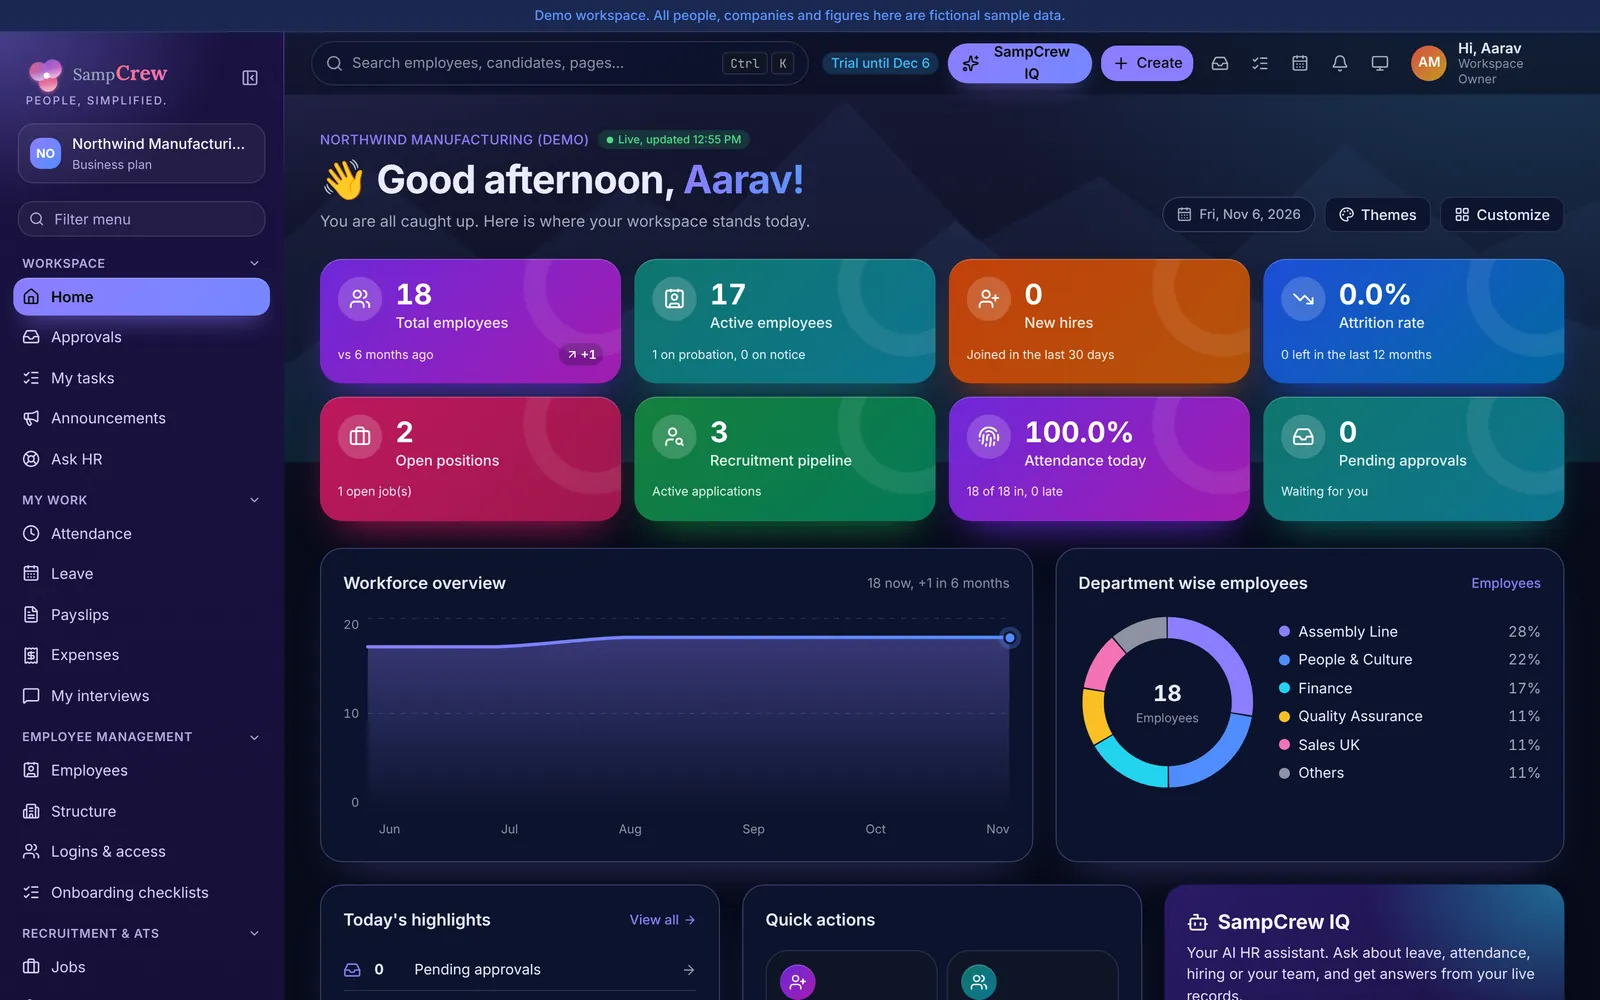 Demo workspace. All people, companies and figures here are fictional sample data.
SampCrew
PEOPLE, SIMPLIFIED.
NO
Northwind Manufacturi...
Business plan
Filter menu
WORKSPACE
Home
Approvals
My tasks
Announcements
Ask HR
MY WORK
Attendance
Leave
Payslips
Expenses
My interviews
EMPLOYEE MANAGEMENT
Employees
Structure
Logins & access
Onboarding checklists
RECRUITMENT & ATS
Jobs
Search employees, candidates, pages...
Ctrl K
Trial until Dec 6
SampCrew
IQ
Create
AM
Hi, Aarav
Workspace
Owner
NORTHWIND MANUFACTURING (DEMO)
Live, updated 12:55 PM
👋 Good afternoon, Aarav!
You are all caught up. Here is where your workspace stands today.
Fri, Nov 6, 2026
Themes
Customize
18
Total employees
vs 6 months ago
+1
17
Active employees
1 on probation, 0 on notice
0
New hires
Joined in the last 30 days
0.0%
Attrition rate
0 left in the last 12 months
2
Open positions
1 open job(s)
3
Recruitment pipeline
Active applications
100.0%
Attendance today
18 of 18 in, 0 late
0
Pending approvals
Waiting for you
Workforce overview
18 now, +1 in 6 months
20
10
0
Jun Jul Aug Sep Oct Nov
Department wise employees
Employees
18
Employees
Assembly Line 28%
People & Culture 22%
Finance 17%
Quality Assurance 11%
Sales UK 11%
Others 11%
Today's highlights
View all
0 Pending approvals
Quick actions
SampCrew IQ
Your AI HR assistant. Ask about leave, attendance,
hiring or your team, and get answers from your live
records.